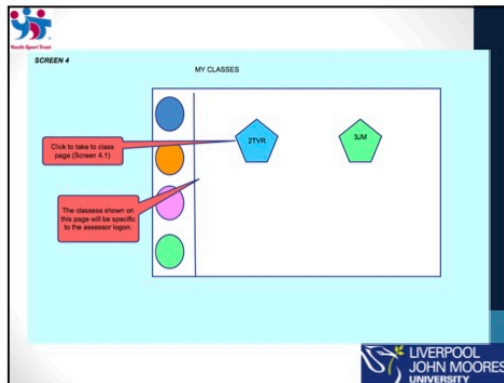 Youth Sport Trust
SCREEN 4
MY CLASSES
2TVR
3JM
Click to take to class
page (Screen 4.1)
The classess shown on
this page will be specific
to the assessor logon.
LIVERPOOL
JOHN MOORES
UNIVERSITY